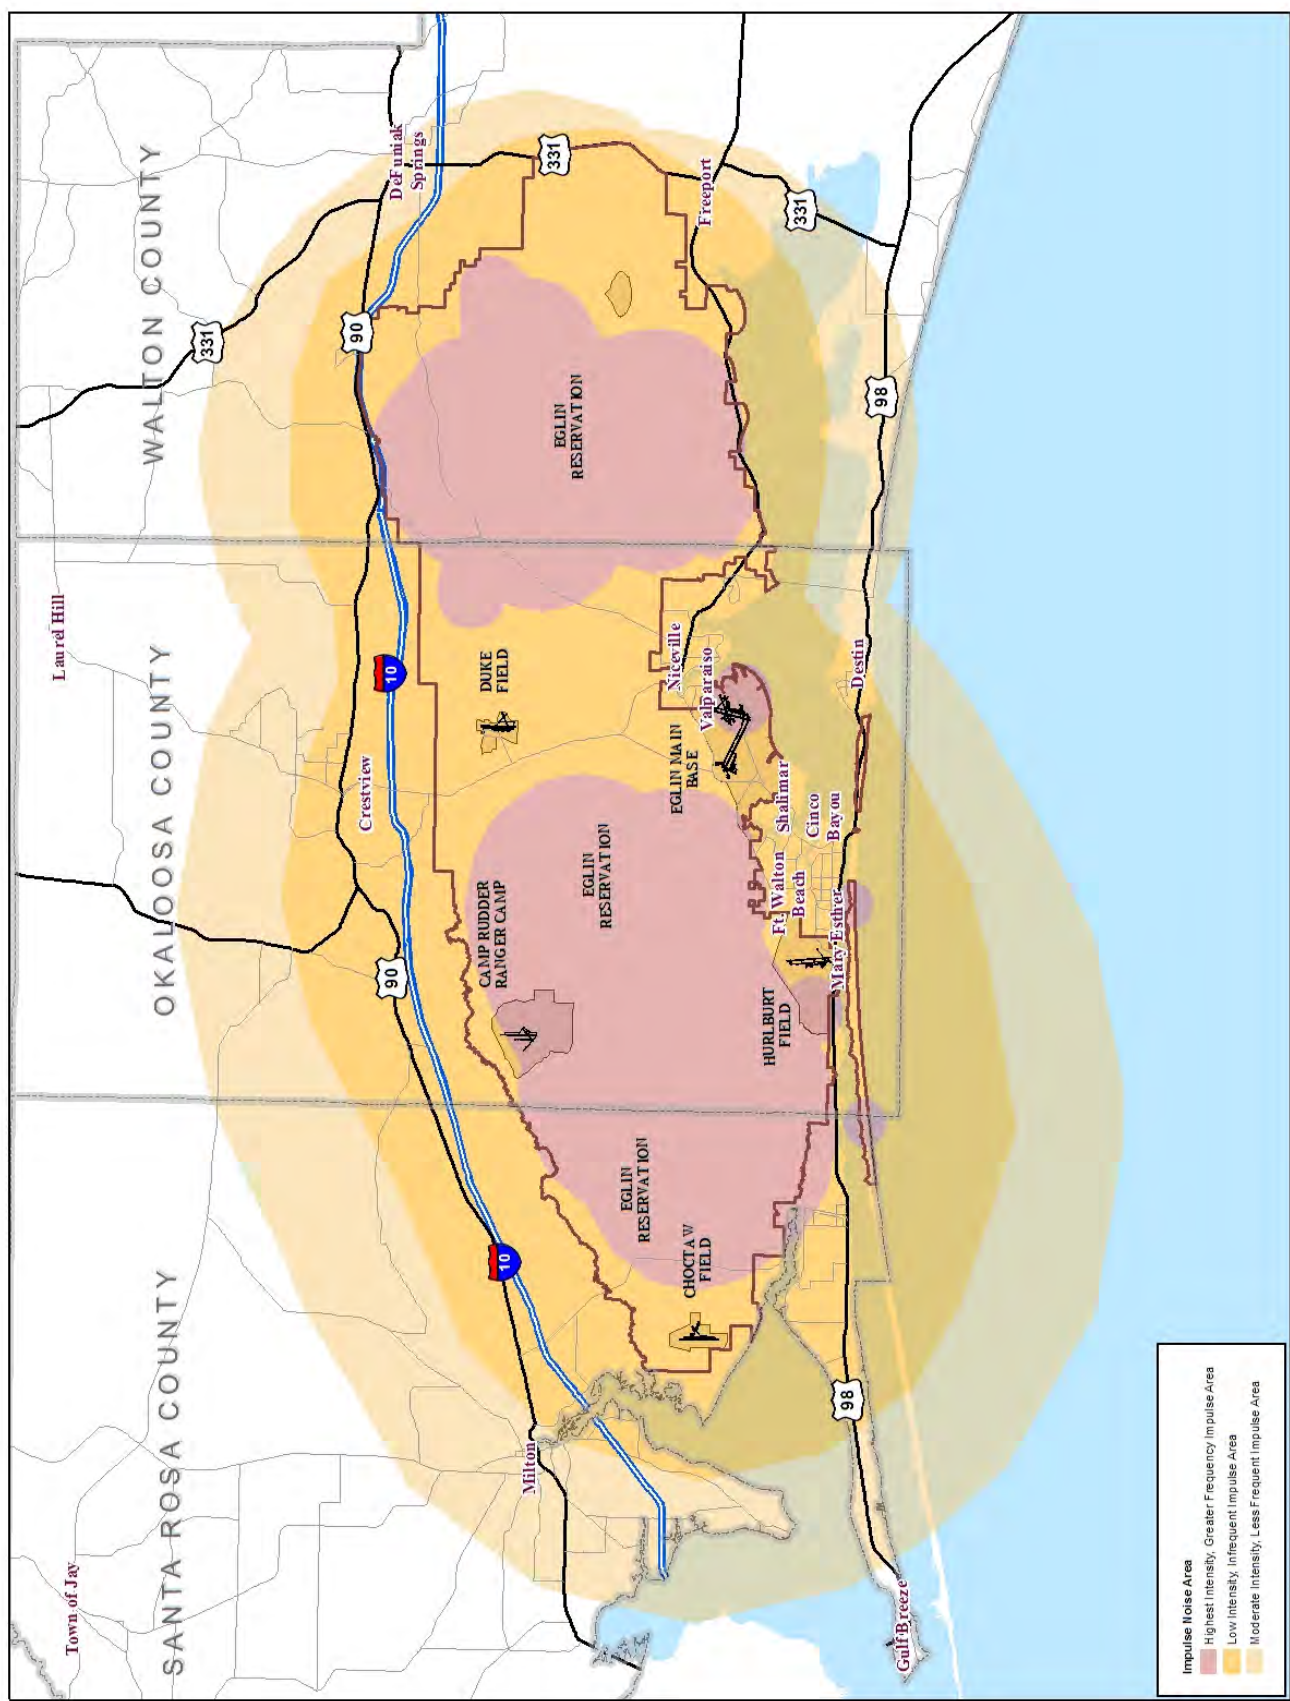 SANTA ROSA COUNTY
OKALOOSA COUNTY
WALTON COUNTY
Town of Jay
Laurel Hill
331
90
DeFuniak
Springs
331
Crestview
10
90
10
Milton
CAMP RUDDER
RANGER CAMP
DUKE
FIELD
EGLIN
RESERVATION
EGLIN
RESERVATION
EGLIN
RESERVATION
CHOCTAW
FIELD
EGLIN MAIN
BASE
Niceville
Valparaiso
Freeport
331
HURLBURT
FIELD
Ft. Walton
Beach
Shalimar
Cinco
Bayou
Mary Esther
Destin
98
98
Gulf Breeze
Impulse Noise Area
Highest Intensity, Greater Frequency Impulse Area
Low Intensity, Infrequent Impulse Area
Moderate Intensity, Less Frequent Impulse Area